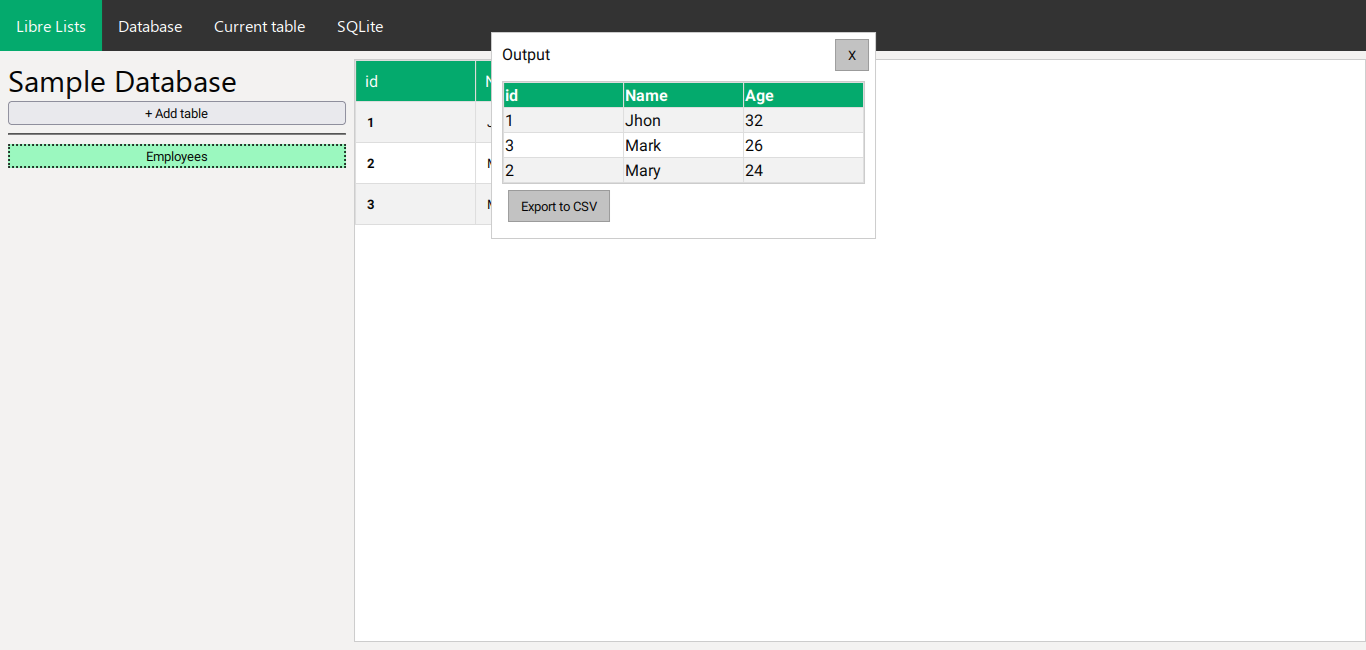 Libre Lists Database Current table SQLite
Sample Database
+ Add table
Employees
id
1
2
3
Output X
id Name Age
1 Jhon 32
3 Mark 26
2 Mary 24
Export to CSV